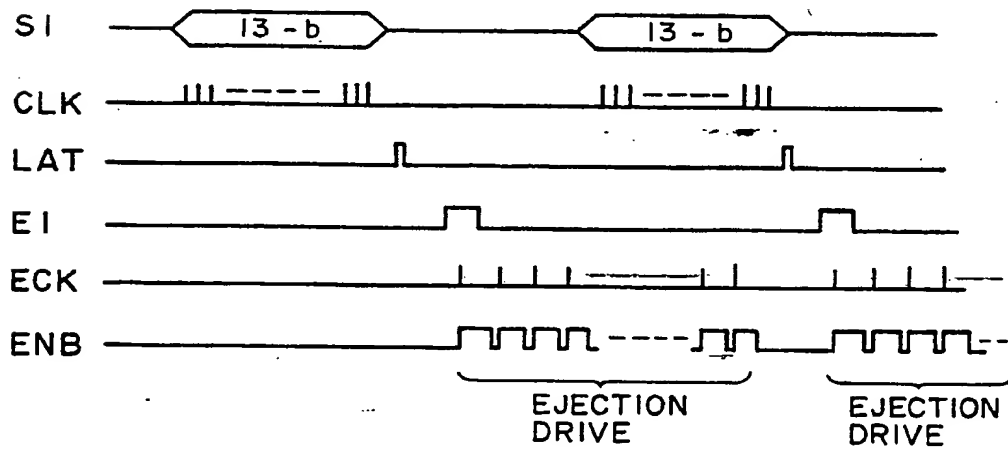 SI 13-b 13-b
CLK
LAT
EI
ECK
ENB
EJECTION DRIVE EJECTION DRIVE